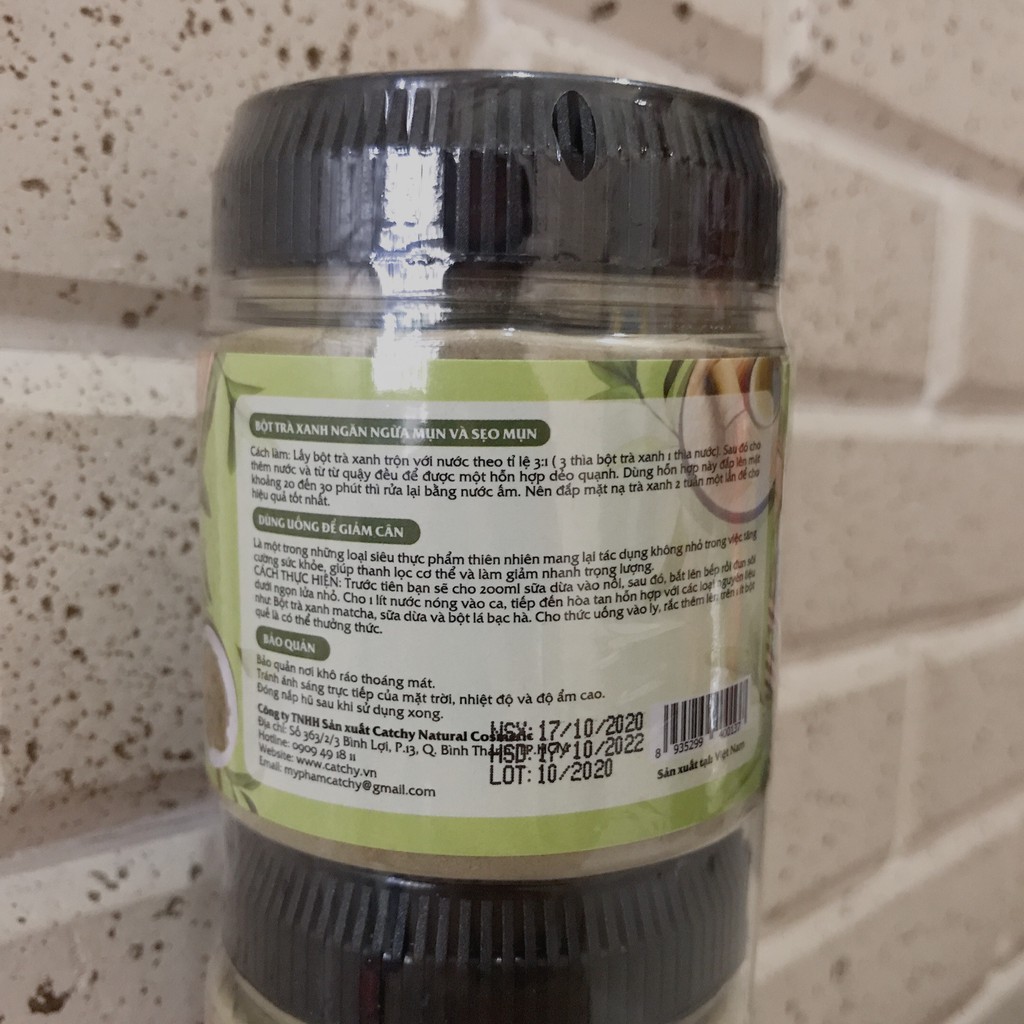 BỘT TRÀ XANH NGĂN NGỪA MỤN VÀ SẸO MỤN
Cách làm: Lấy bột trà xanh trộn với nước theo tỉ lệ 3:1 ( 3 thìa bột trà xanh 1 thìa nước). Sau đó cho
thêm nước và từ từ quậy đều để được một hỗn hợp dẻo quạnh. Dùng hỗn hợp này đắp lên mặt
khoảng 20 đến 30 phút thì rửa lại bằng nước ấm. Nên đắp mặt nạ trà xanh 2 tuần một lần để cho
hiệu quả tốt nhất.
DÙNG UỐNG ĐỂ GIẢM CÂN
Là một trong những loại siêu thực phẩm thiên nhiên mang lại tác dụng không nhỏ trong việc tăng
cường sức khỏe, giúp thanh lọc cơ thể và làm giảm nhanh trọng lượng.
CÁCH THỰC HIỆN: Trước tiên bạn sẽ cho 200ml sữa dừa vào nồi, sau đó, bắt lên bếp rồi đun sôi
dưới ngọn lửa nhỏ. Cho 1 lít nước nóng vào ca, tiếp đến hòa tan hỗn hợp với các loại nguyên liệu
như: Bột trà xanh matcha, sữa dừa và bột lá bạc hà. Cho thức uống vào ly, rắc thêm lên trên 1 ít bột
quế là có thể thưởng thức.
BẢO QUẢN
Bảo quản nơi khô ráo thoáng mát.
Tránh ánh sáng trực tiếp của mặt trời, nhiệt độ và độ ẩm cao.
Đóng nắp hũ sau khi sử dụng xong.
Công ty TNHH Sản xuất Catchy Natural Cosmetic
Địa chỉ: Số 363/2/3 Bình Lợi, P.13, Q. Bình Thạnh, TP.HCM
Hotline: 0909 49 18 11
Website: www.catchy.vn
Email: myphamcatchy@gmail.com
NSX: 17/10/2020
HSD: 17/10/2022
LOT: 10/2020
8 935299
Sản xuất tại: Việt Nam